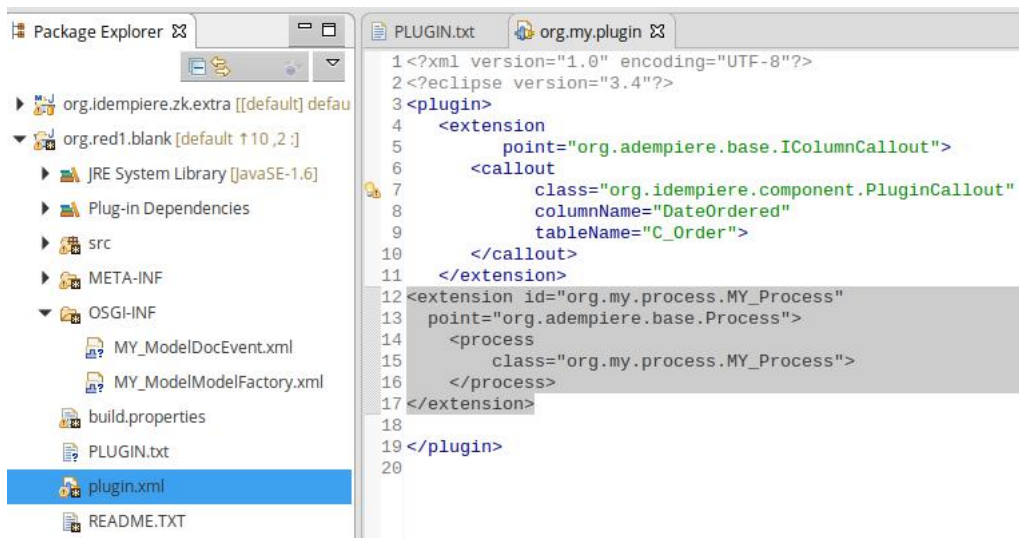 Package Explorer
org.idempiere.zk.extra [[default] defau
org.red1.blank [default ↑10 ,2 :]
JRE System Library [JavaSE-1.6]
Plug-in Dependencies
src
META-INF
OSGI-INF
MY_ModelDocEvent.xml
MY_ModelModelFactory.xml
build.properties
PLUGIN.txt
plugin.xml
README.TXT
PLUGIN.txt
org.my.plugin
1 <?xml version="1.0" encoding="UTF-8"?>
2 <?eclipse version="3.4"?>
3 <plugin>
4    <extension
5          point="org.adempiere.base.IColumnCallout">
6       <callout
7             class="org.idempiere.component.PluginCallout"
8             columnName="DateOrdered"
9             tableName="C_Order">
10       </callout>
11    </extension>
12 <extension id="org.my.process.MY_Process"
13   point="org.adempiere.base.Process">
14     <process
15         class="org.my.process.MY_Process">
16     </process>
17 </extension>
18
19 </plugin>
20